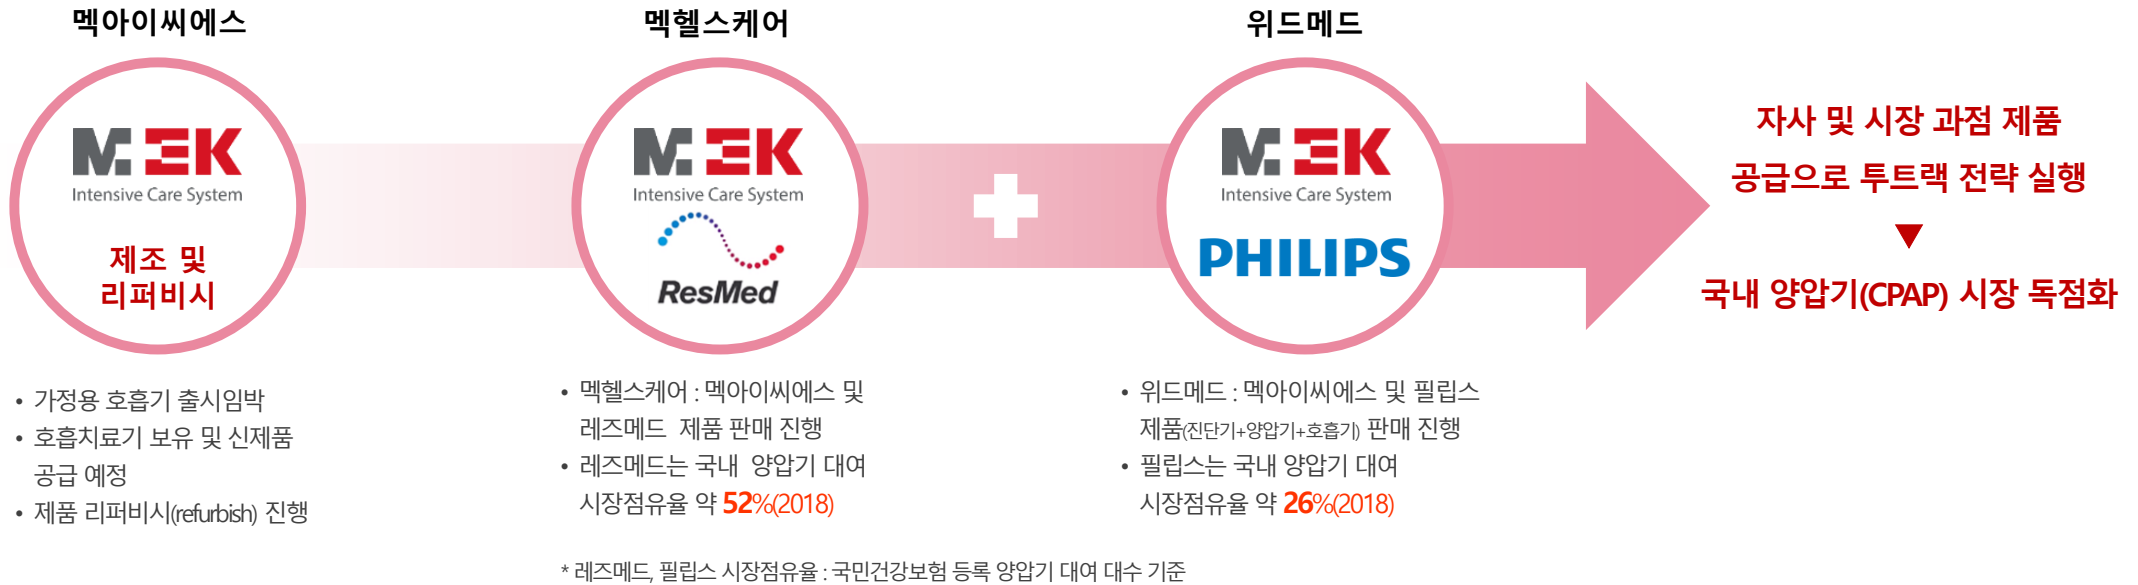 멕아이씨에스
MEK
Intensive Care System
제조 및
리퍼비시
• 가정용 호흡기 출시임박
• 호흡치료기 보유 및 신제품
공급 예정
• 제품 리퍼비시(refurbish) 진행
멕헬스케어
MEK
Intensive Care System
ResMed
• 멕헬스케어 : 멕아이씨에스 및
레즈메드 제품 판매 진행
• 레즈메드는 국내 양압기 대여
시장점유율 약 52%(2018)
위드메드
MEK
Intensive Care System
PHILIPS
• 위드메드 : 멕아이씨에스 및 필립스
제품(진단기+양압기+호흡기) 판매 진행
• 필립스는 국내 양압기 대여
시장점유율 약 26%(2018)
자사 및 시장 과점 제품
공급으로 투트랙 전략 실행
▼
국내 양압기(CPAP) 시장 독점화
* 레즈메드, 필립스 시장점유율 : 국민건강보험 등록 양압기 대여 대수 기준